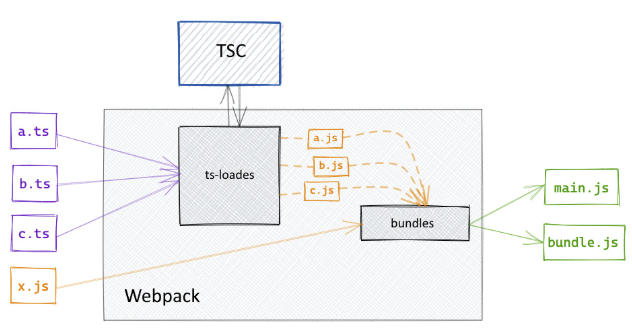 TSC
a.ts
b.ts
c.ts
x.js
ts-loades
a.js
b.js
c.js
bundles
main.js
bundle.js
Webpack